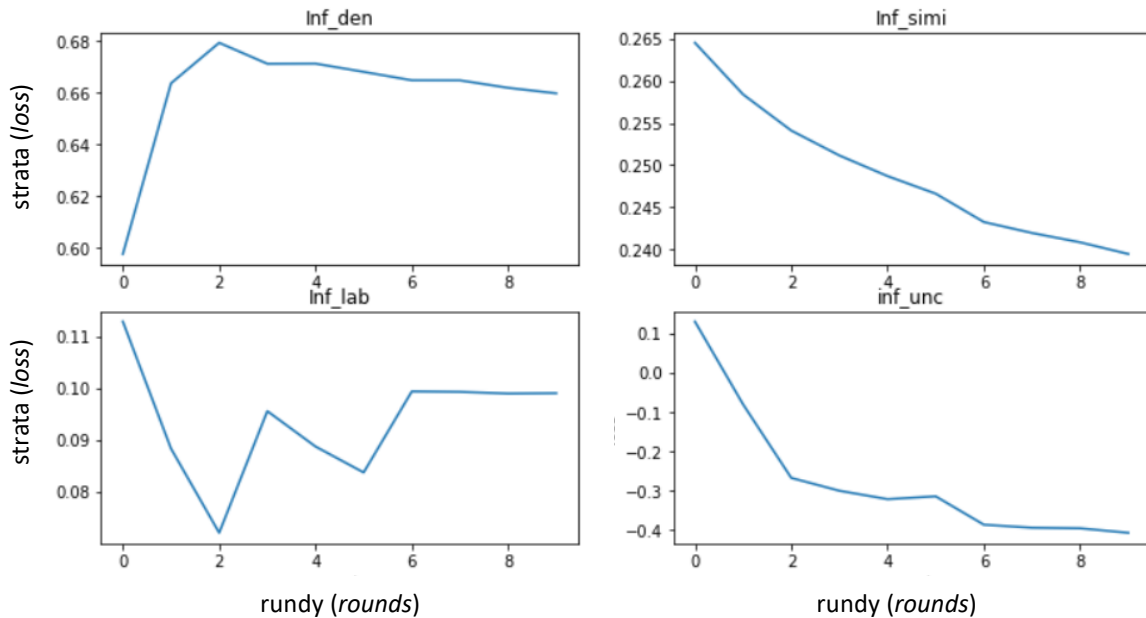 Inf_den
Inf_simi
strata (loss)
0.68
0.66
0.64
0.62
0.60
0 2 4 6 8
0.265
0.260
0.255
0.250
0.245
0.240
0 2 4 6 8
Inf_lab
inf_unc
strata (loss)
0.11
0.10
0.09
0.08
0 2 4 6 8
0.1
0.0
−0.1
−0.2
−0.3
−0.4
0 2 4 6 8
rundy (rounds)
rundy (rounds)